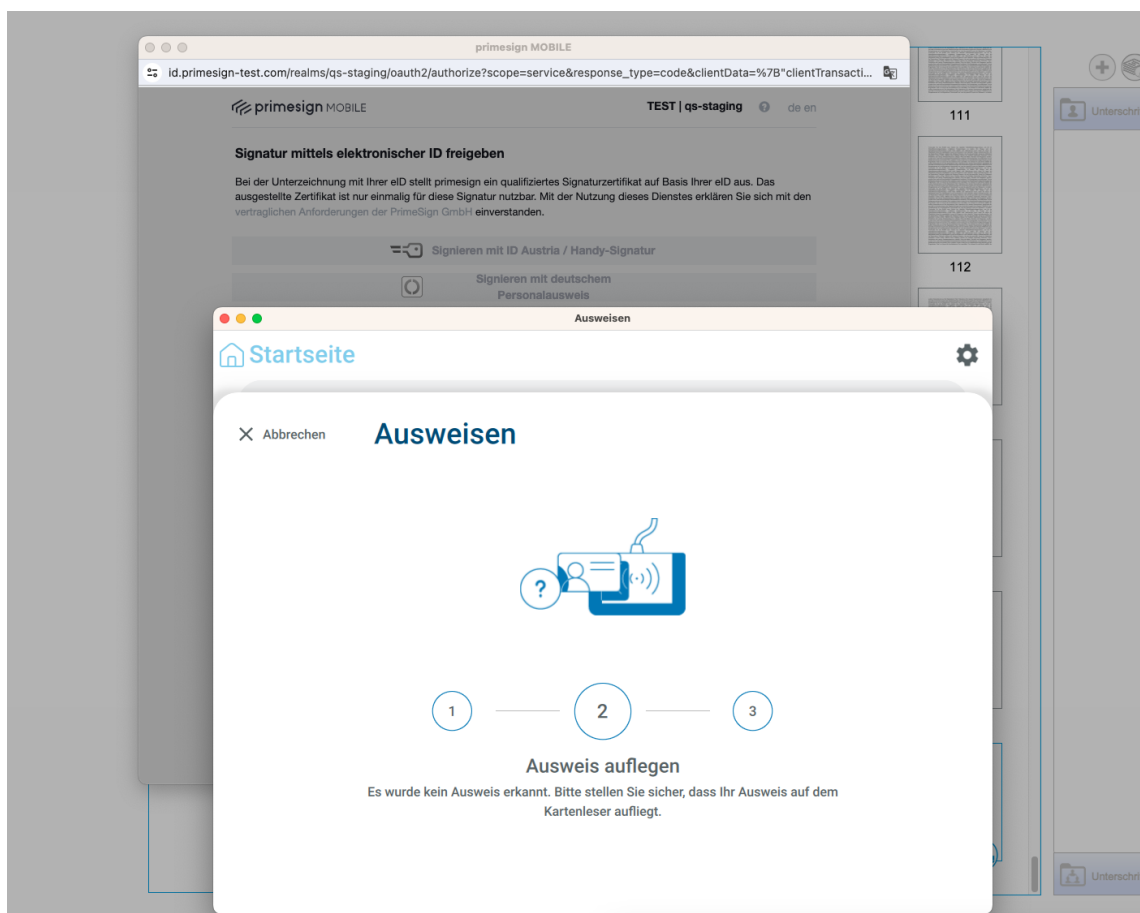 primesign MOBILE
id.primesign-test.com/realms/qs-staging/oauth2/authorize?scope=service&response_type=code&clientData=%7B"clientTransacti...
primesign MOBILE
TEST | qs-staging
de en
111
Unterschri
Signatur mittels elektronischer ID freigeben
Bei der Unterzeichnung mit Ihrer eID stellt primesign ein qualifiziertes Signaturzertifikat auf Basis Ihrer eID aus. Das
ausgestellte Zertifikat ist nur einmalig für diese Signatur nutzbar. Mit der Nutzung dieses Dienstes erklären Sie sich mit den
vertraglichen Anforderungen der PrimeSign GmbH einverstanden.
Signieren mit ID Austria / Handy-Signatur
112
Signieren mit deutschem
Personalausweis
Ausweisen
Startseite
Abbrechen
Ausweisen
?
1
2
3
Ausweis auflegen
Es wurde kein Ausweis erkannt. Bitte stellen Sie sicher, dass Ihr Ausweis auf dem
Kartenleser aufliegt.
Unterschri